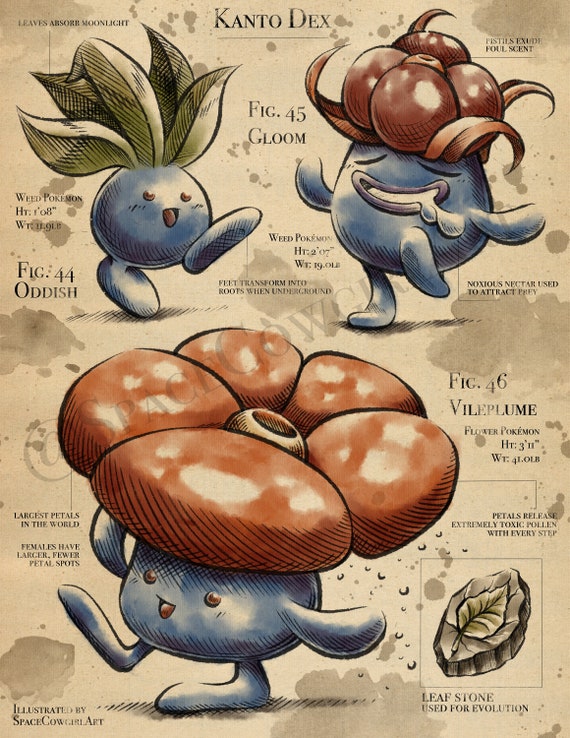 Kanto Dex
Leaves absorb moonlight
Pistils exude
foul scent
Fig. 45
Gloom
Weed Pokémon
Ht: 1'08"
Wt: 11.9lb
Fig. 44
Oddish
Weed Pokémon
Ht: 2'07"
Wt: 19.0lb
Feet transform into
roots when underground
Noxious nectar used
to attract prey
Fig. 46
Vileplume
Flower Pokémon
Ht: 3'11"
Wt: 41.0lb
Largest petals
in the world
Females have
larger, fewer
petal spots
Petals release
extremely toxic pollen
with every step
Leaf Stone
used for evolution
Illustrated by
SpaceCowgirlArt
@SpaceCowgirlArt